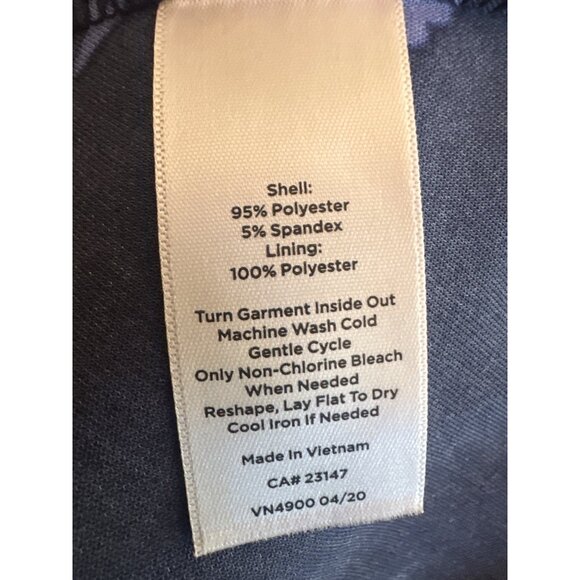 Shell:
95% Polyester
5% Spandex
Lining:
100% Polyester
Turn Garment Inside Out
Machine Wash Cold
Gentle Cycle
Only Non-Chlorine Bleach
When Needed
Reshape, Lay Flat To Dry
Cool Iron If Needed
Made In Vietnam
CA# 23147
VN4900 04/20